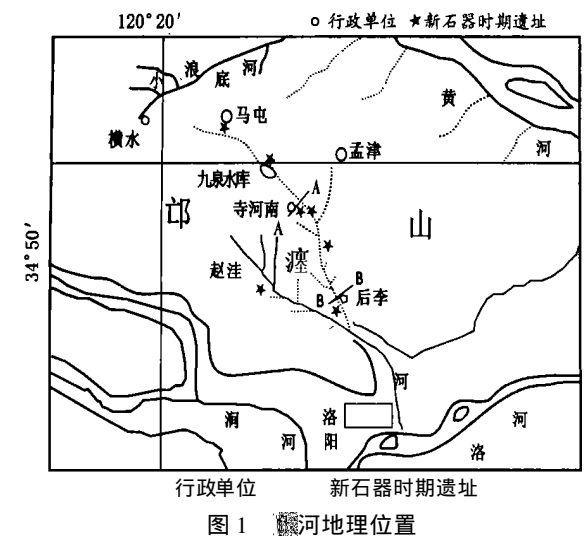 120°20′
行政单位 新石器时期遗址
小浪底河
黄河
马屯
横水
孟津
九泉水库
A
寺河南
邙山
A
34°50′
赵洼
瀍河
B
B 后李
涧河
洛阳
洛河
行政单位 新石器时期遗址
图 1 河地理位置